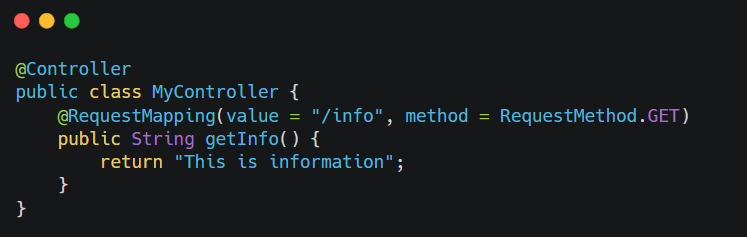 @Controller
public class MyController {
    @RequestMapping(value = "/info", method = RequestMethod.GET)
    public String getInfo() {
        return "This is information";
    }
}